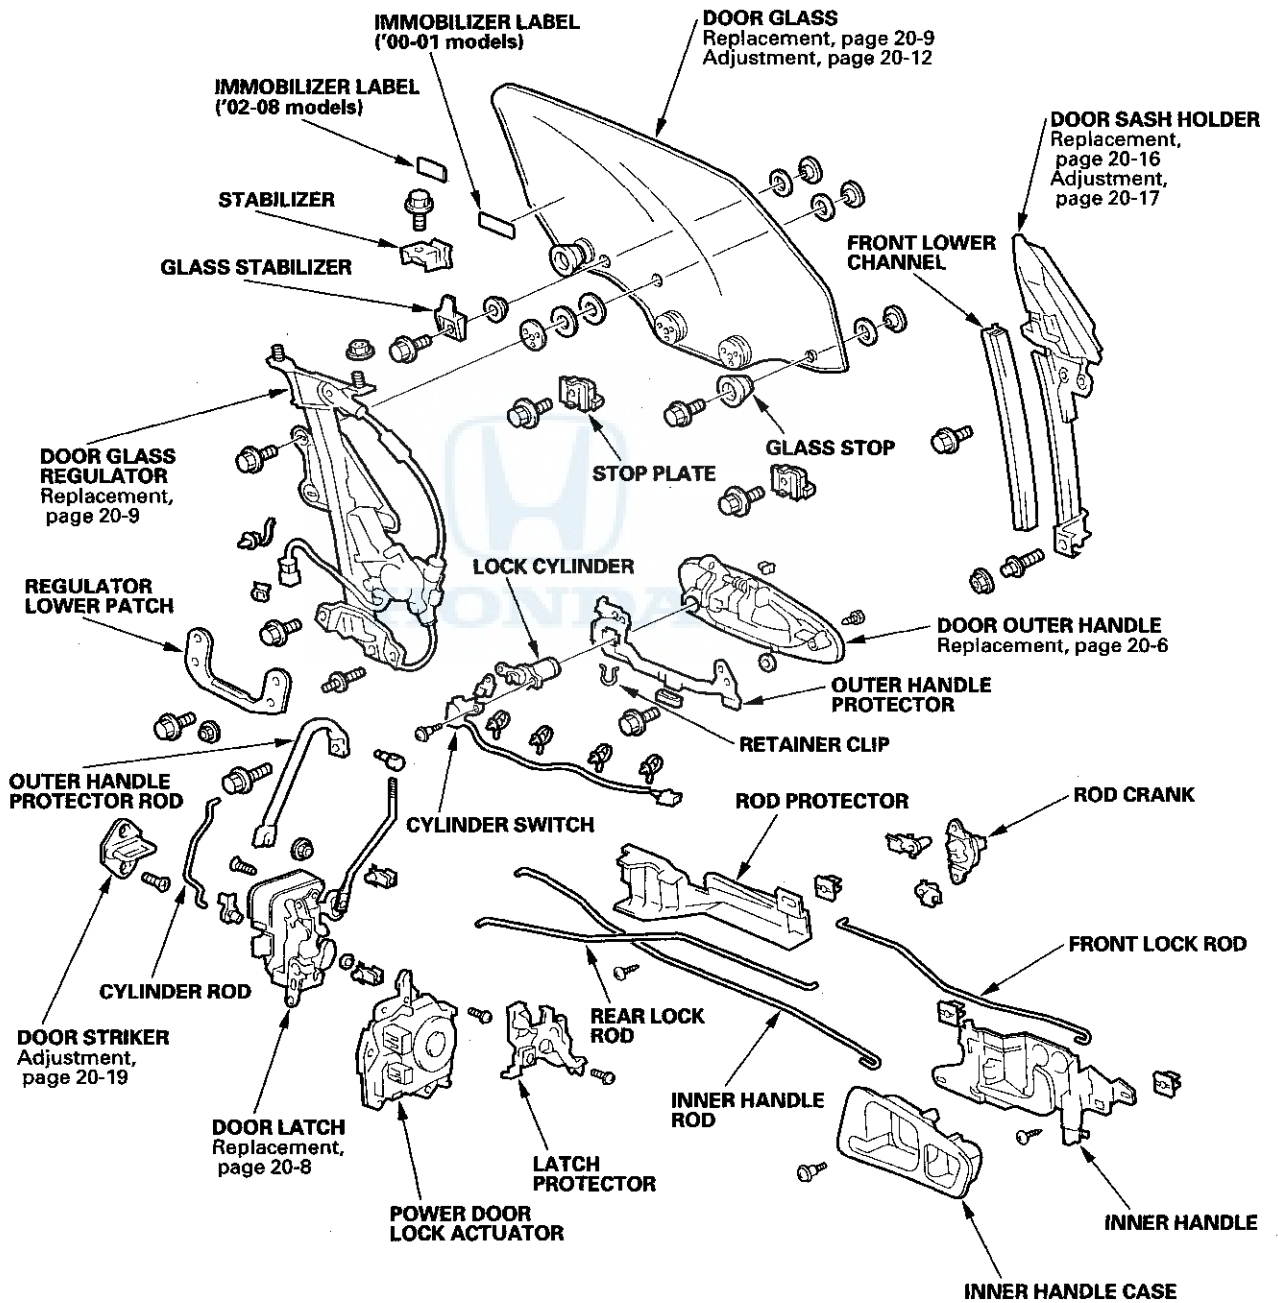 IMMOBILIZER LABEL
('00-01 models)
DOOR GLASS
Replacement, page 20-9
Adjustment, page 20-12
IMMOBILIZER LABEL
('02-08 models)
DOOR SASH HOLDER
Replacement,
page 20-16
Adjustment,
page 20-17
STABILIZER
FRONT LOWER
CHANNEL
GLASS STABILIZER
GLASS STOP
DOOR GLASS
REGULATOR
Replacement,
page 20-9
STOP PLATE
LOCK CYLINDER
REGULATOR
LOWER PATCH
HONDA
DOOR OUTER HANDLE
Replacement, page 20-6
OUTER HANDLE
PROTECTOR
RETAINER CLIP
OUTER HANDLE
PROTECTOR ROD
ROD PROTECTOR
ROD CRANK
CYLINDER SWITCH
FRONT LOCK ROD
CYLINDER ROD
REAR LOCK
ROD
DOOR STRIKER
Adjustment,
page 20-19
INNER HANDLE
ROD
DOOR LATCH
Replacement,
page 20-8
LATCH
PROTECTOR
POWER DOOR
LOCK ACTUATOR
INNER HANDLE
INNER HANDLE CASE